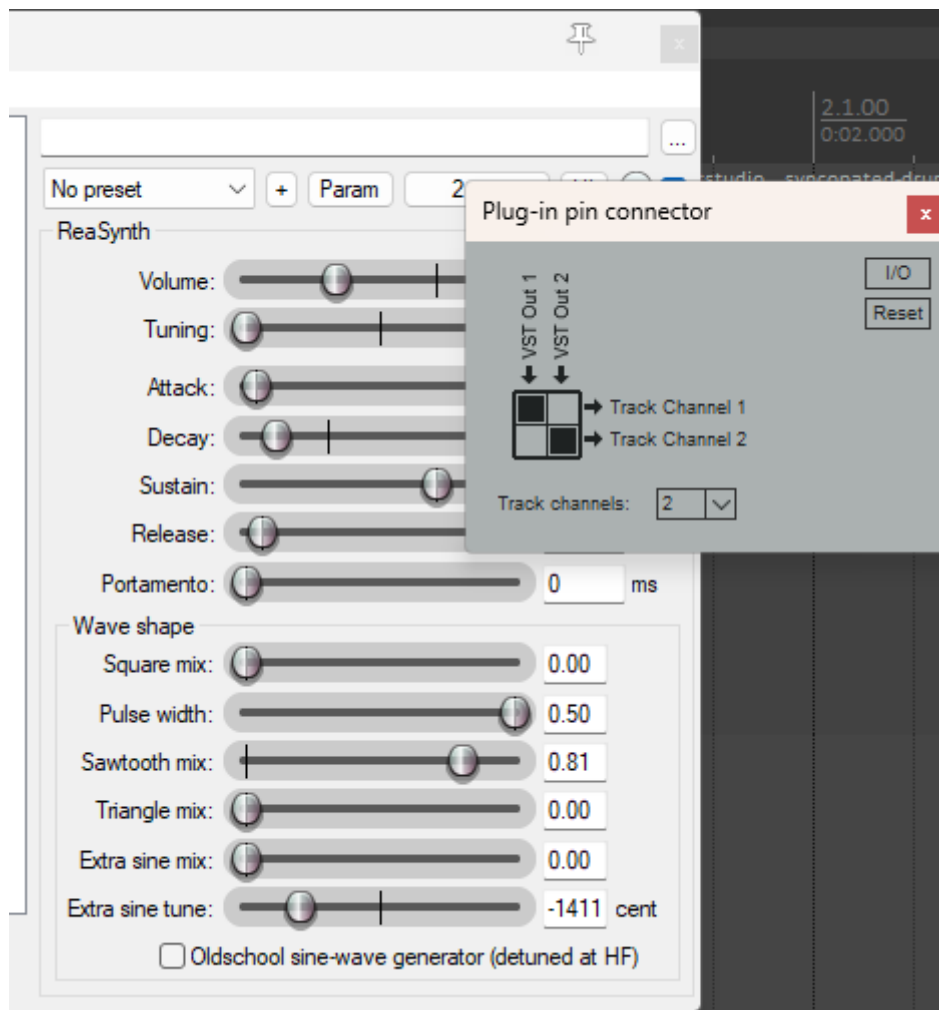 x
2.1.00
0:02.000
...
No preset
+
Param
2
Plug-in pin connector
x
ReaSynth
VST Out 1
VST Out 2
I/O
Reset
Volume:
Tuning:
Attack:
Track Channel 1
Decay:
Track Channel 2
Sustain:
Track channels:
2
Release:
Portamento:
0
ms
Wave shape
Square mix:
0.00
Pulse width:
0.50
Sawtooth mix:
0.81
Triangle mix:
0.00
Extra sine mix:
0.00
Extra sine tune:
-1411
cent
Oldschool sine-wave generator (detuned at HF)